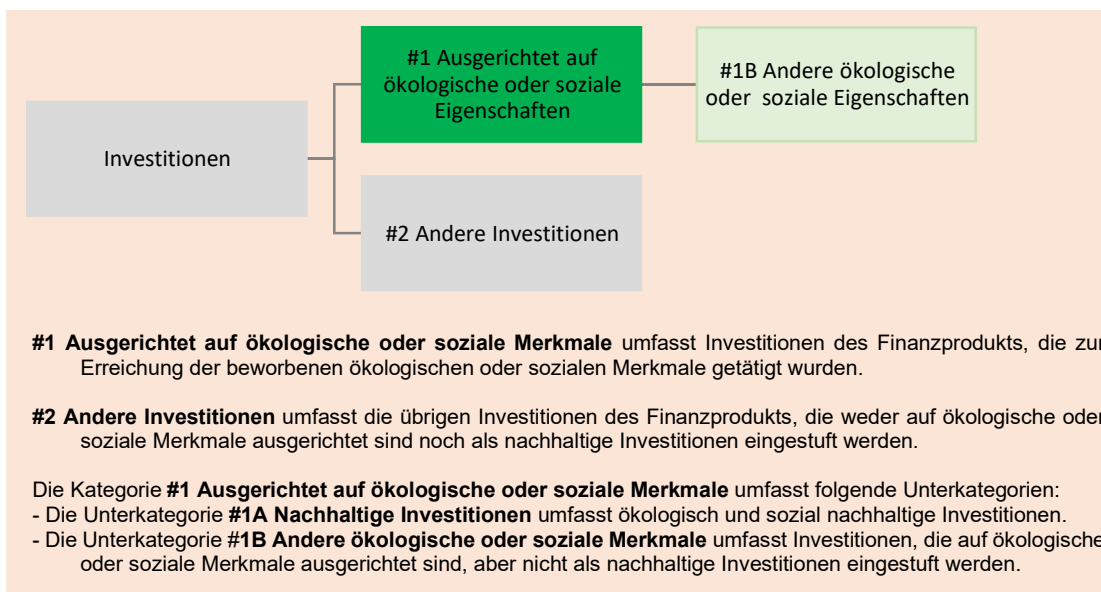 #1 Ausgerichtet auf
ökologische oder soziale
Eigenschaften
#1B Andere ökologische
oder soziale Eigenschaften
Investitionen
#2 Andere Investitionen
#1 Ausgerichtet auf ökologische oder soziale Merkmale umfasst Investitionen des Finanzprodukts, die zur
Erreichung der beworbenen ökologischen oder sozialen Merkmale getätigt wurden.
#2 Andere Investitionen umfasst die übrigen Investitionen des Finanzprodukts, die weder auf ökologische oder
soziale Merkmale ausgerichtet sind noch als nachhaltige Investitionen eingestuft werden.
Die Kategorie #1 Ausgerichtet auf ökologische oder soziale Merkmale umfasst folgende Unterkategorien:
- Die Unterkategorie #1A Nachhaltige Investitionen umfasst ökologisch und sozial nachhaltige Investitionen.
- Die Unterkategorie #1B Andere ökologische oder soziale Merkmale umfasst Investitionen, die auf ökologische
oder soziale Merkmale ausgerichtet sind, aber nicht als nachhaltige Investitionen eingestuft werden.